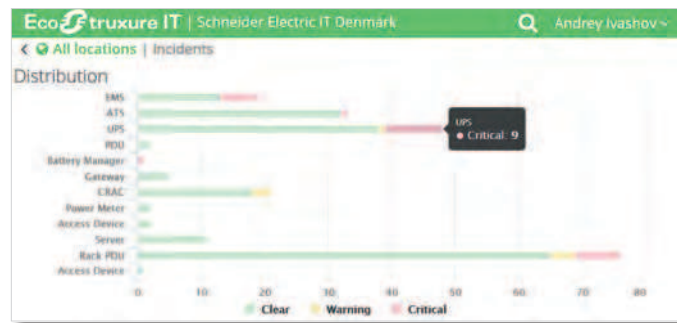 EcoStruxure IT | Schneider Electric IT Denmark Andrey Ivashov
< All locations | Incidents
Distribution
EMS
ATS
UPS
PDU
Battery Manager
Gateway
CRAC
Power Meter
Access Device
Server
Rack PDU
Access Device
UPS
Critical: 9
0 10 20 30 40 50 60 70 80
Clear Warning Critical